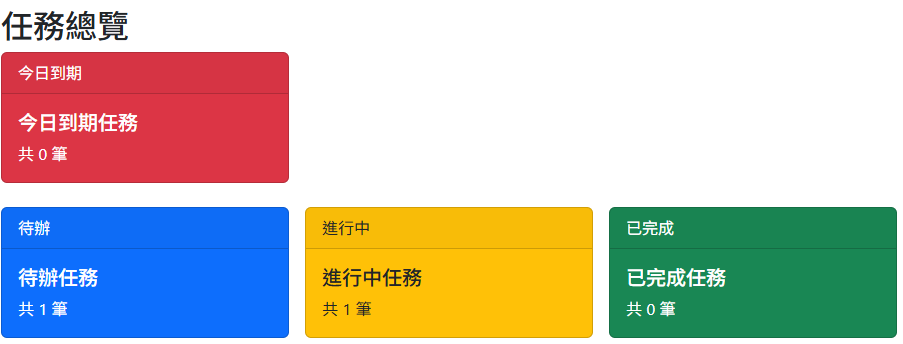 任務總覽
今日到期
今日到期任務
共 0 筆
待辦
待辦任務
共 1 筆
進行中
進行中任務
共 1 筆
已完成
已完成任務
共 0 筆